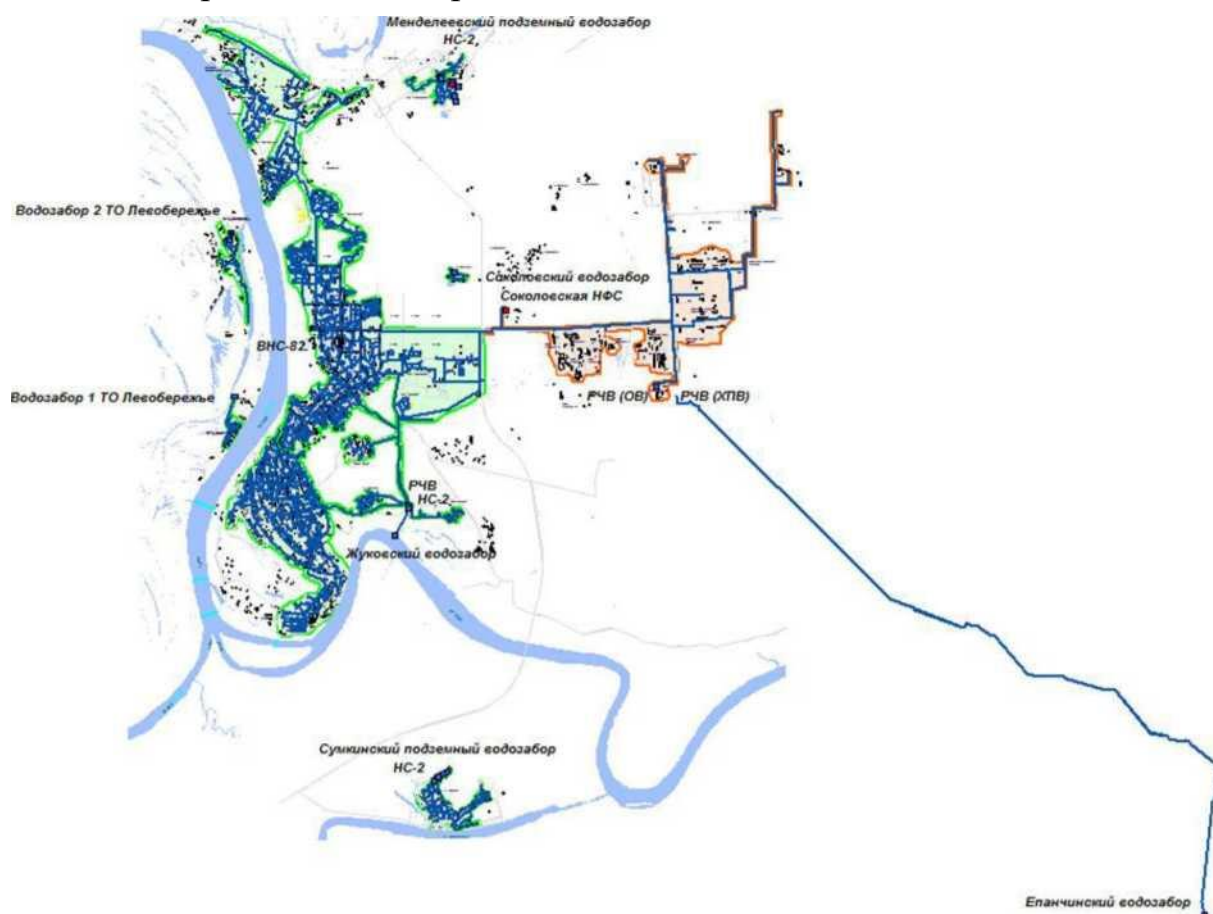 Менделеевский подземный водозабор
НС-2
Водозабор 2 ТО Левобережье
Соколовский водозабор
Соколовская НФС
ВНС-82
Водозабор 1 ТО Левобережье
РЧВ (ОВ)
РЧВ (ХПВ)
РЧВ
НС-2
Жуковский водозабор
Сумкинский подземный водозабор
НС-2
Епанчинский водозабор